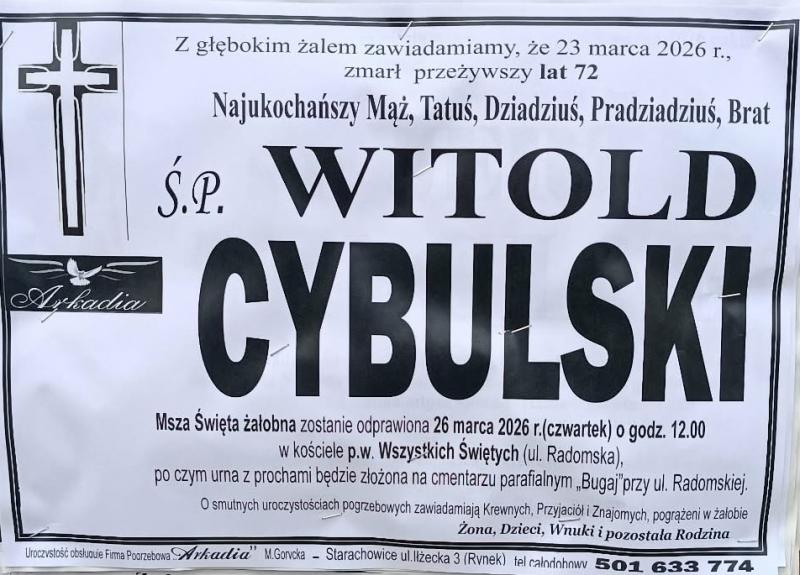 Z głębokim żalem zawiadamiamy, że 23 marca 2026 r.,
zmarł przeżywszy lat 72
Najukochańszy Mąż, Tatuś, Dziadziuś, Pradziadziuś, Brat
Ś.P. WITOLD
CYBULSKI
Arkadia
Msza Święta żałobna zostanie odprawiona 26 marca 2026 r.(czwartek) o godz. 12.00
w kościele p.w. Wszystkich Świętych (ul. Radomska),
po czym urna z prochami będzie złożona na cmentarzu parafialnym „Bugaj”przy ul. Radomskiej.
O smutnych uroczystościach pogrzebowych zawiadamiają Krewnych, Przyjaciół i Znajomych, pogrążeni w żałobie
Żona, Dzieci, Wnuki i pozostała Rodzina
Uroczystość obsługuje Firma Pogrzebowa "Arkadia" M.Gorycka – Starachowice ul.Iłżecka 3 (Rynek) tel.całodobowy 501 633 774